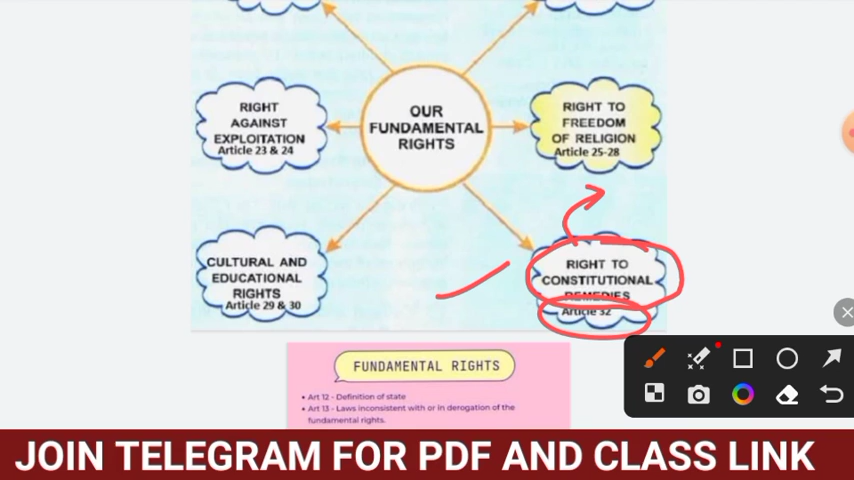 OUR
FUNDAMENTAL
RIGHTS
RIGHT
AGAINST
EXPLOITATION
Article 23 & 24
RIGHT TO
FREEDOM
OF RELIGION
Article 25-28
CULTURAL AND
EDUCATIONAL
RIGHTS
Article 29 & 30
RIGHT TO
CONSTITUTIONAL
REMEDIES
Article 32
FUNDAMENTAL RIGHTS
• Art 12 - Definition of state
• Art 13 - Laws inconsistent with or In derogation of the
fundamental rights.
JOIN TELEGRAM FOR PDF AND CLASS LINK